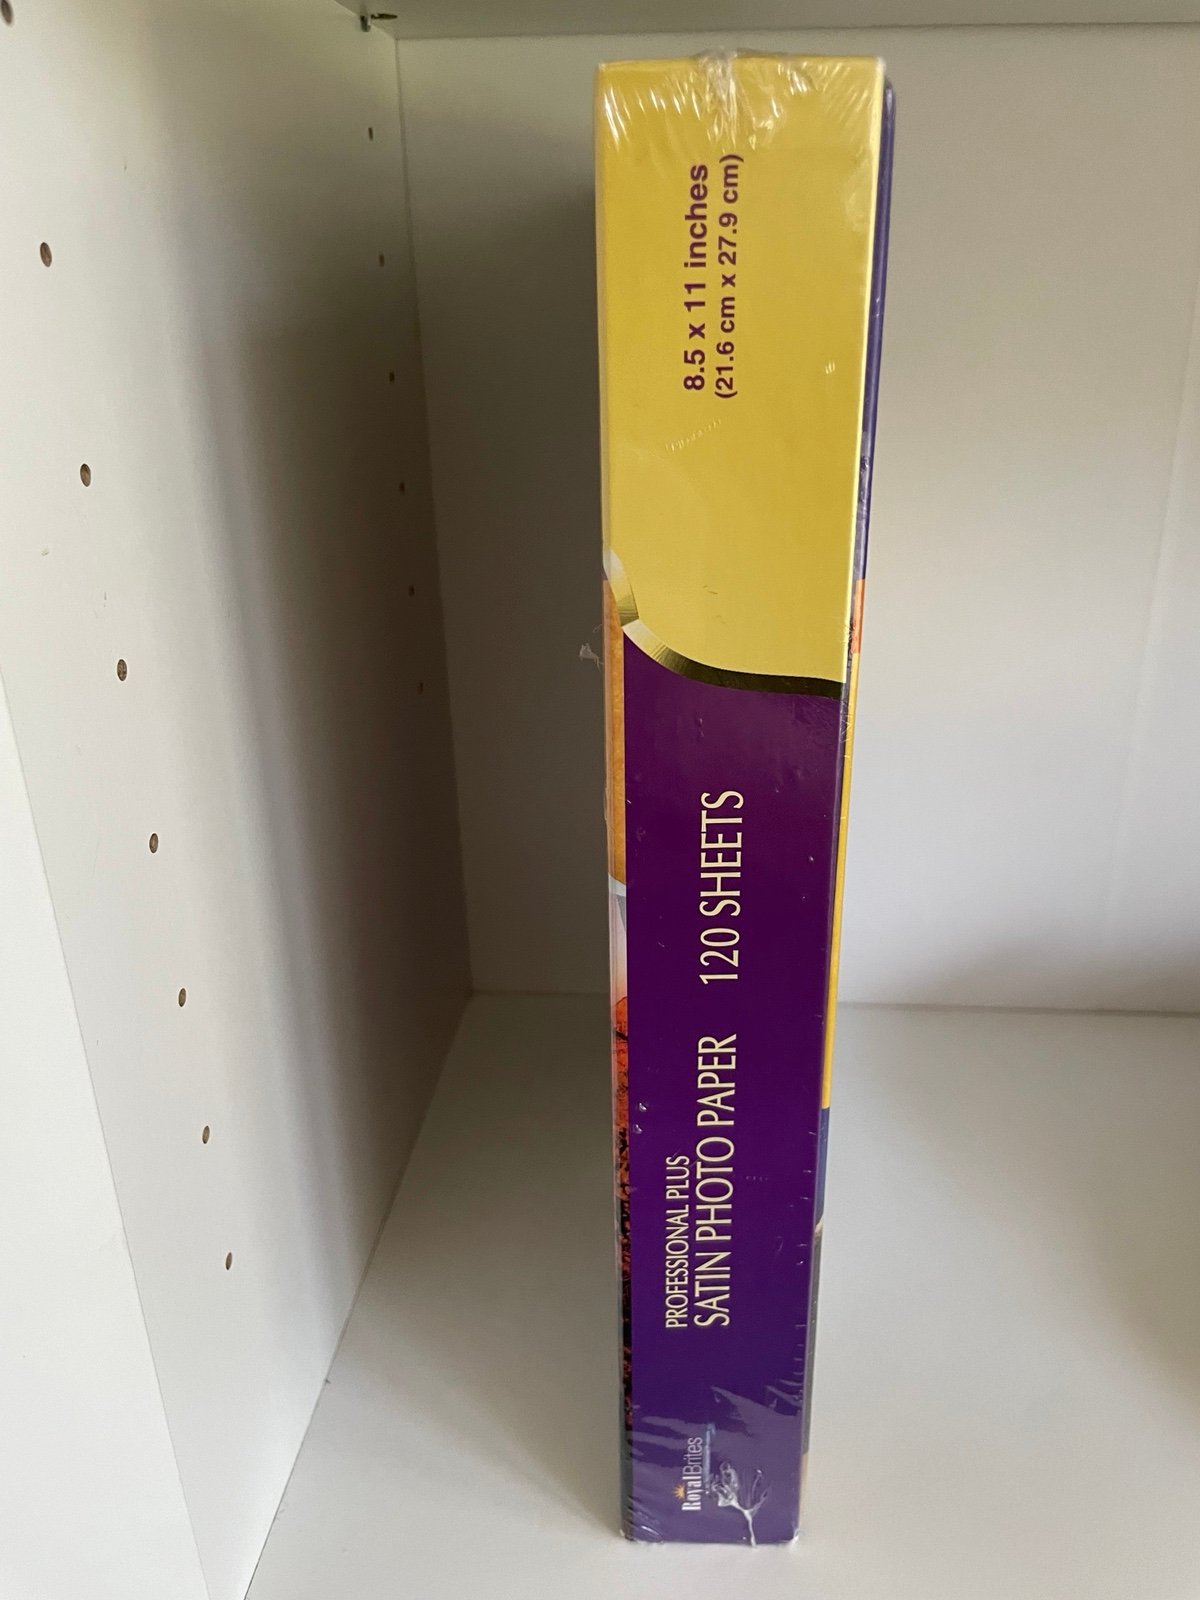 RoyalBrites
PROFESSIONAL PLUS
SATIN PHOTO PAPER 120 SHEETS
8.5 x 11 inches
(21.6 cm x 27.9 cm)